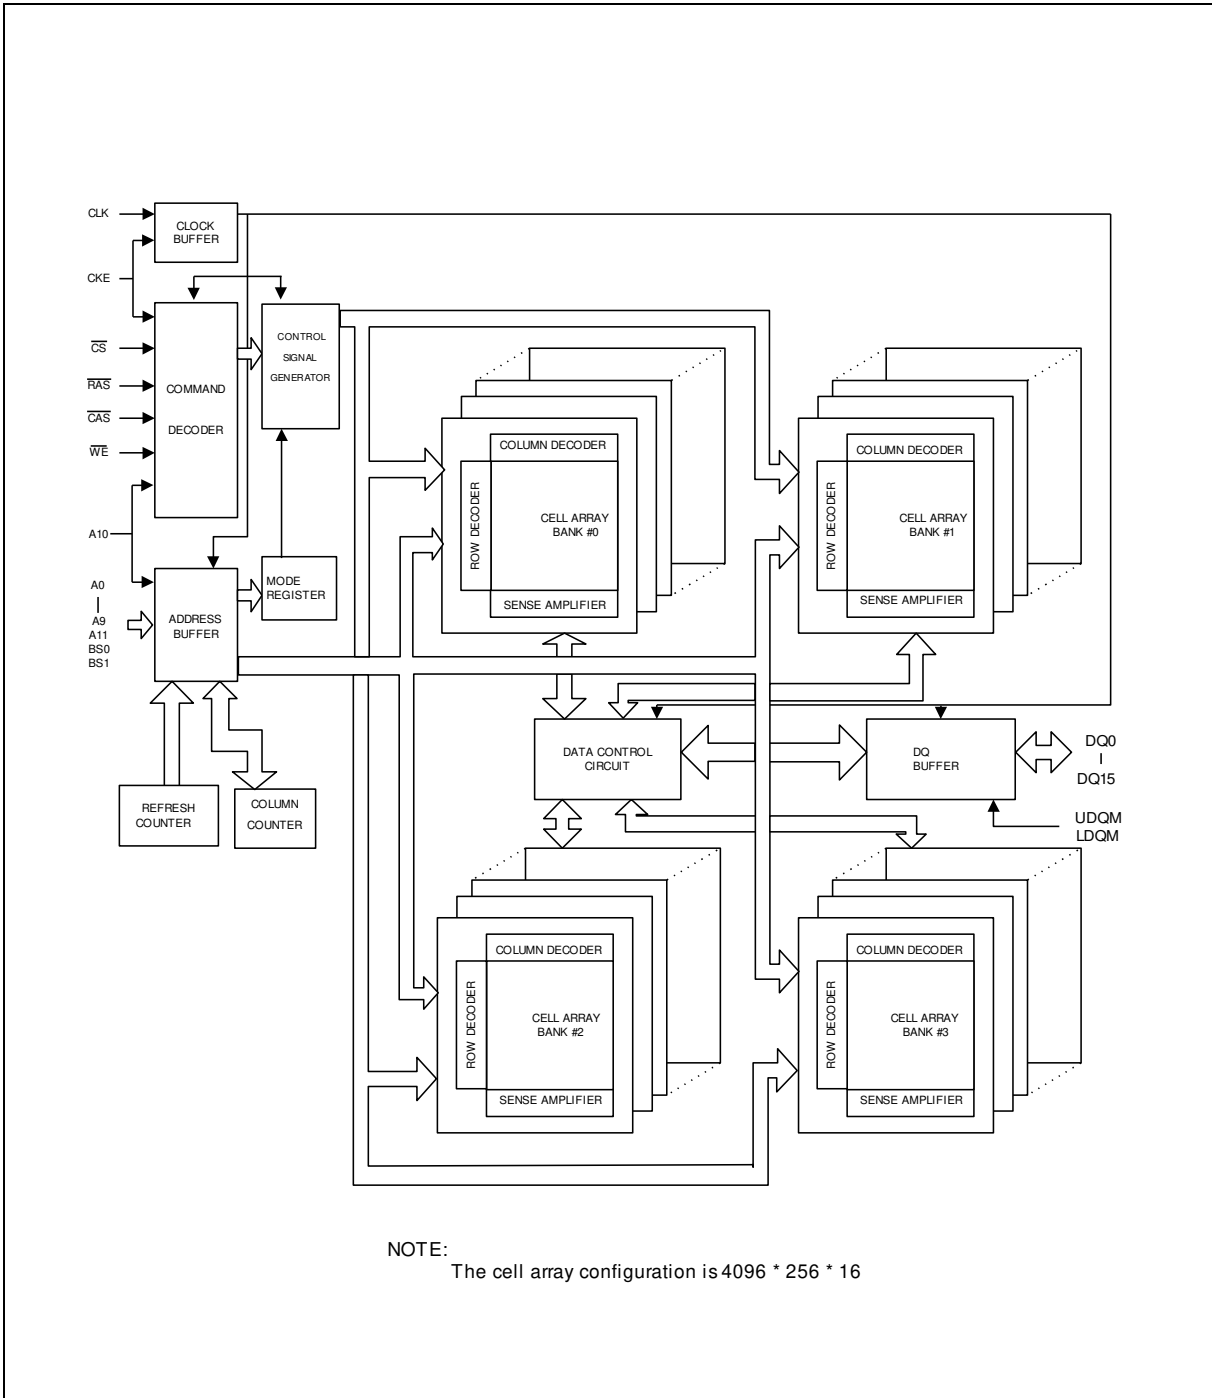 CLK
CLOCK
BUFFER
CKE
CS
RAS
CAS
WE
COMMAND
DECODER
CONTROL
SIGNAL
GENERATOR
A10
A0
A9
A11
BS0
BS1
ADDRESS
BUFFER
MODE
REGISTER
REFRESH
COUNTER
COLUMN
COUNTER
COLUMN DECODER
ROW DECODER
CELL ARRAY
BANK #0
SENSE AMPLIFIER
COLUMN DECODER
ROW DECODER
CELL ARRAY
BANK #1
SENSE AMPLIFIER
DATA CONTROL
CIRCUIT
DQ
BUFFER
DQ0
DQ15
UDQM
LDQM
COLUMN DECODER
ROW DECODER
CELL ARRAY
BANK #2
SENSE AMPLIFIER
COLUMN DECODER
ROW DECODER
CELL ARRAY
BANK #3
SENSE AMPLIFIER
NOTE:
The cell array configuration is 4096 * 256 * 16